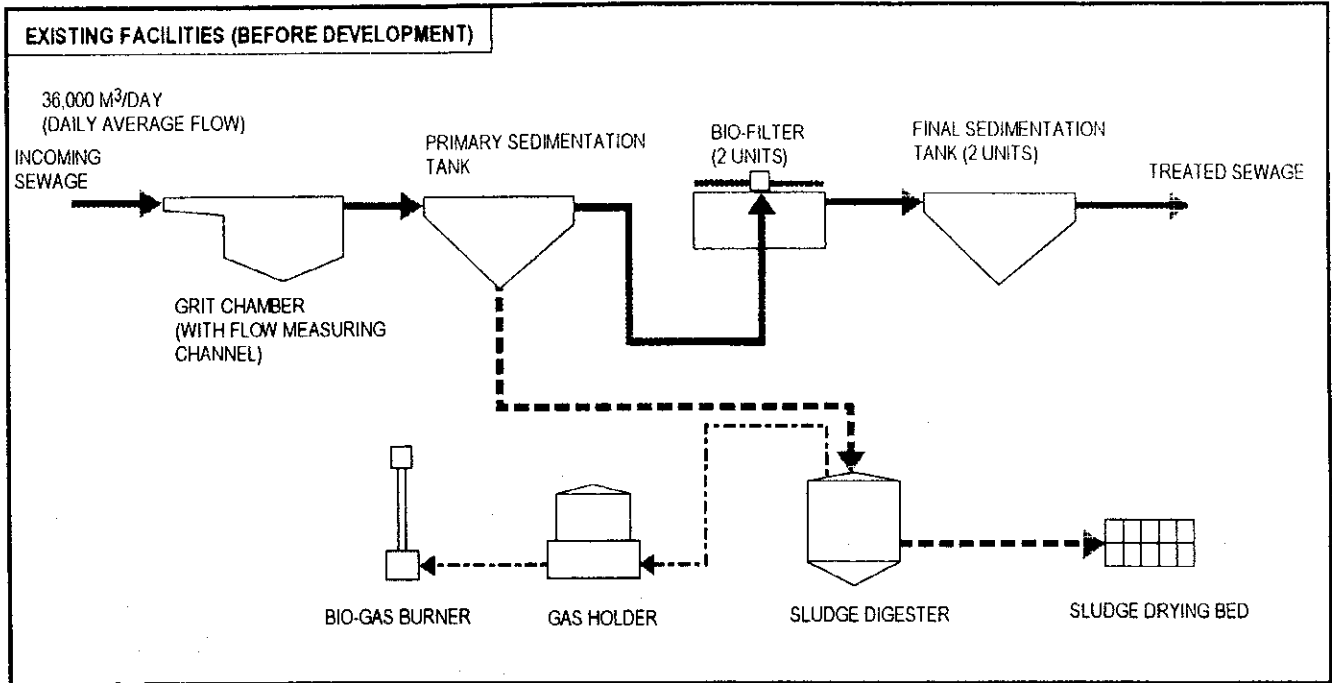 EXISTING FACILITIES (BEFORE DEVELOPMENT)
36,000 M³/DAY
(DAILY AVERAGE FLOW)
INCOMING
SEWAGE
GRIT CHAMBER
(WITH FLOW MEASURING
CHANNEL)
PRIMARY SEDIMENTATION
TANK
BIO-FILTER
(2 UNITS)
FINAL SEDIMENTATION
TANK (2 UNITS)
TREATED SEWAGE
BIO-GAS BURNER
GAS HOLDER
SLUDGE DIGESTER
SLUDGE DRYING BED